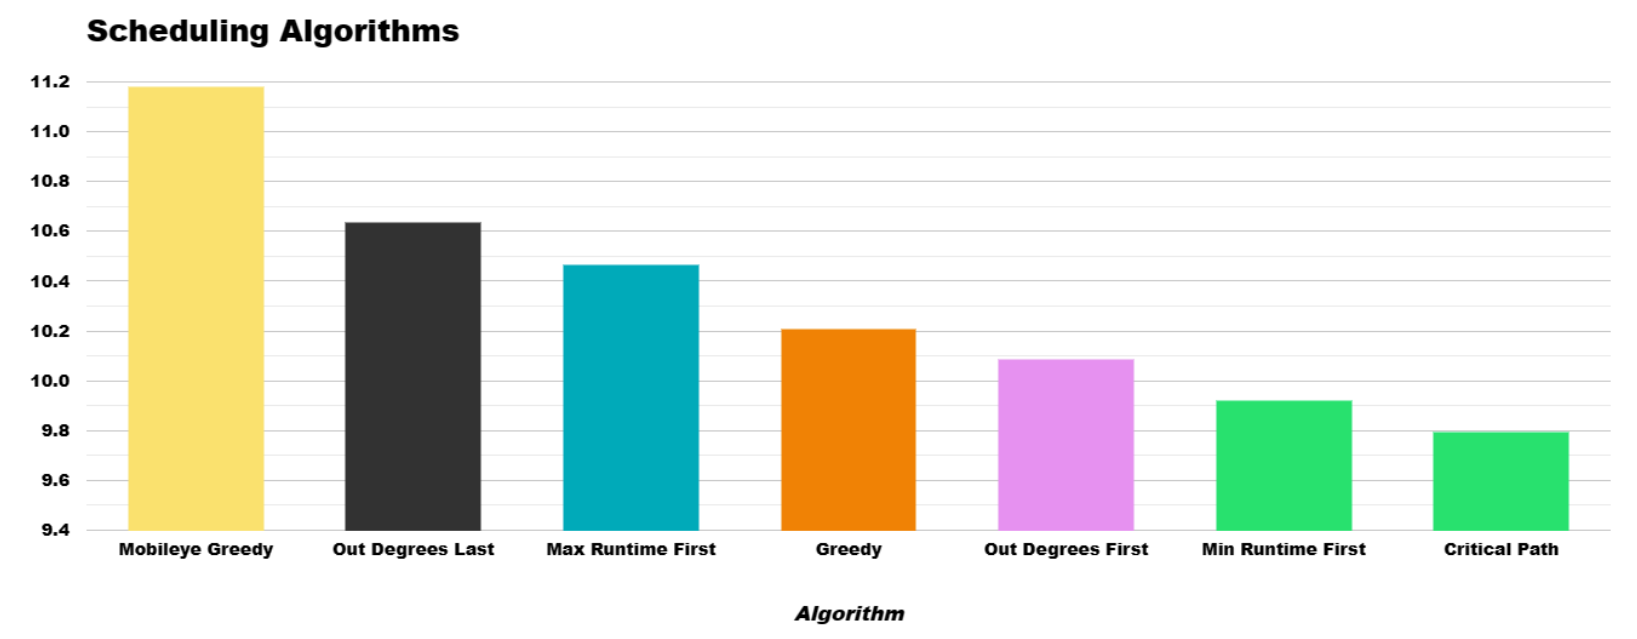 Scheduling Algorithms
11.2
11.0
10.8
10.6
10.4
10.2
10.0
9.8
9.6
9.4
Mobileye Greedy
Out Degrees Last
Max Runtime First
Greedy
Out Degrees First
Min Runtime First
Critical Path
Algorithm